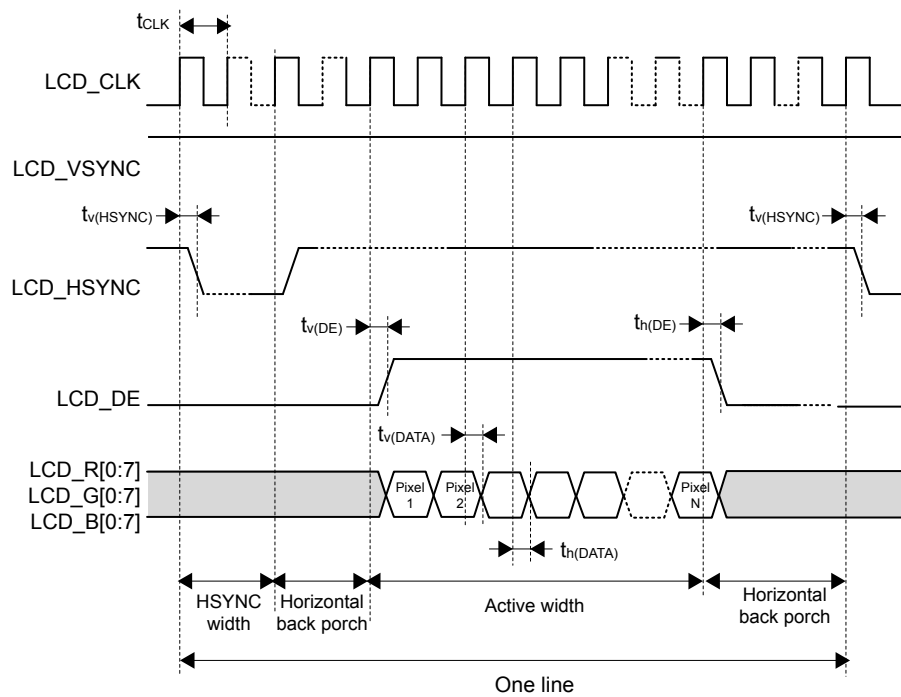 tCLK
LCD_CLK
LCD_VSYNC
tv(HSYNC)
tv(HSYNC)
LCD_HSYNC
tv(DE)
th(DE)
LCD_DE
tv(DATA)
LCD_R[0:7]
LCD_G[0:7]
LCD_B[0:7]
Pixel
1
Pixel
2
Pixel
N
th(DATA)
HSYNC
width
Horizontal
back porch
Active width
Horizontal
back porch
One line